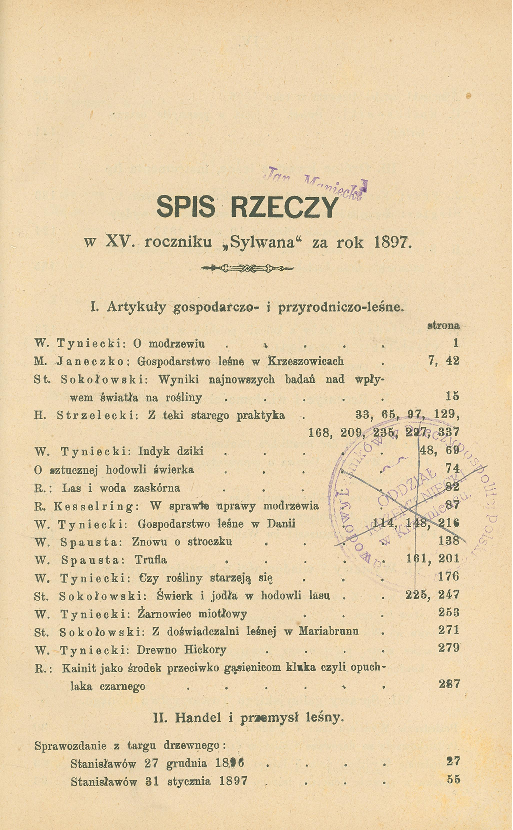 Jan Maniecki
SPIS RZECZY
w XV. roczniku „Sylwana“ za rok 1897.
I. Artykuły gospodarczo- i przyrodniczo-leśne.
strona
W. Tyniecki: O modrzewiu . . . . . 1
M. Janeczko; Gospodarstwo leśne w Krzeszowicach . 7, 42
St. Sokołowski: Wyniki najnowszych badań nad wpły-
wem światła na rośliny . . . . . 15
H. Strzelecki: Z teki starego praktyka . 33, 65, 97, 129,
168, 209, 235, 297, 337
W. Tyniecki: Indyk dziki . . . . . 48, 69
O sztucznej hodowli świerka . . . . . 74
R.: Las i woda zaskórna . . . . . 82
R. Kesselring: W sprawie uprawy modrzewia . . 87
W. Tyniecki: Gospodarstwo leśne w Danii . 114, 148, 216
W. Spausta: Znowu o stroczku . . . . 138
W. Spausta: Trufla . . . . . 161, 201
W. Tyniecki: Czy rośliny starzeją się . . . 176
St. Sokołowski: Świerk i jodła w hodowli lasu . . 225, 247
W. Tyniecki: Żarnowiec miotłowy . . . . 253
St. Sokołowski: Z doświadczalni leśnej w Mariabrunu . 271
W. Tyniecki: Drewno Hickory . . . . 279
R.: Kainit jako środek przeciwko gąsienicom kluka czyli opuch-
laka czarnego . . . . . . 287
II. Handel i przemysł leśny.
Sprawozdanie z targu drzewnego:
Stanisławów 27 grudnia 1896 . . . . 27
Stanisławów 31 stycznia 1897 . . . . 55
ODDZIAŁ